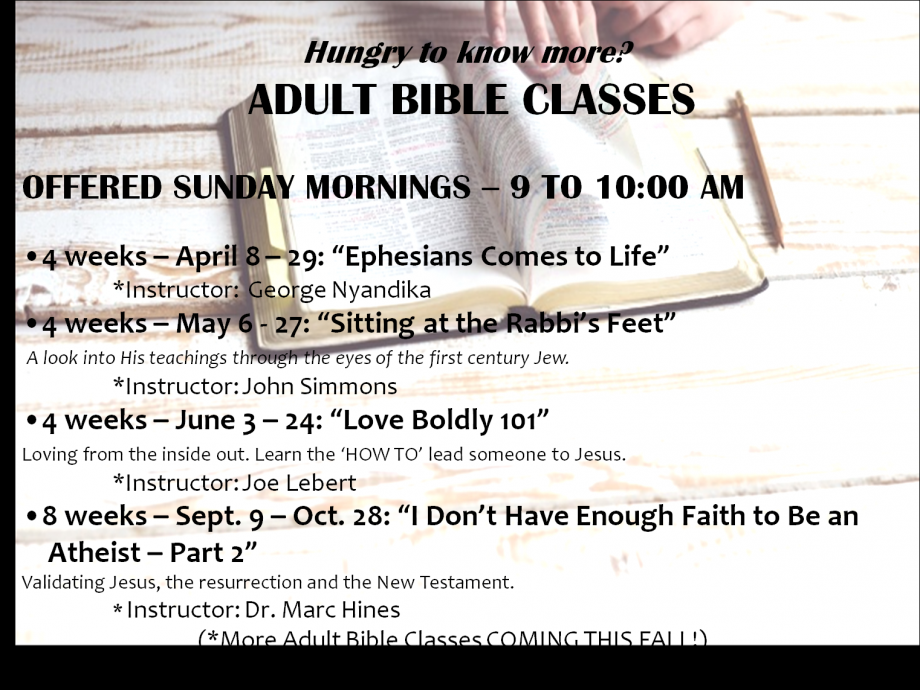 Hungry to know more?
ADULT BIBLE CLASSES
OFFERED SUNDAY MORNINGS – 9 TO 10:00 AM
•4 weeks – April 8 – 29: “Ephesians Comes to Life”
*Instructor: George Nyandika
•4 weeks – May 6 - 27: “Sitting at the Rabbi’s Feet”
A look into His teachings through the eyes of the first century Jew.
*Instructor: John Simmons
•4 weeks – June 3 – 24: “Love Boldly 101”
Loving from the inside out. Learn the ‘HOW TO’ lead someone to Jesus.
*Instructor: Joe Lebert
•8 weeks – Sept. 9 – Oct. 28: “I Don’t Have Enough Faith to Be an
Atheist – Part 2”
Validating Jesus, the resurrection and the New Testament.
* Instructor: Dr. Marc Hines
(*More Adult Bible Classes COMING THIS FALL!)